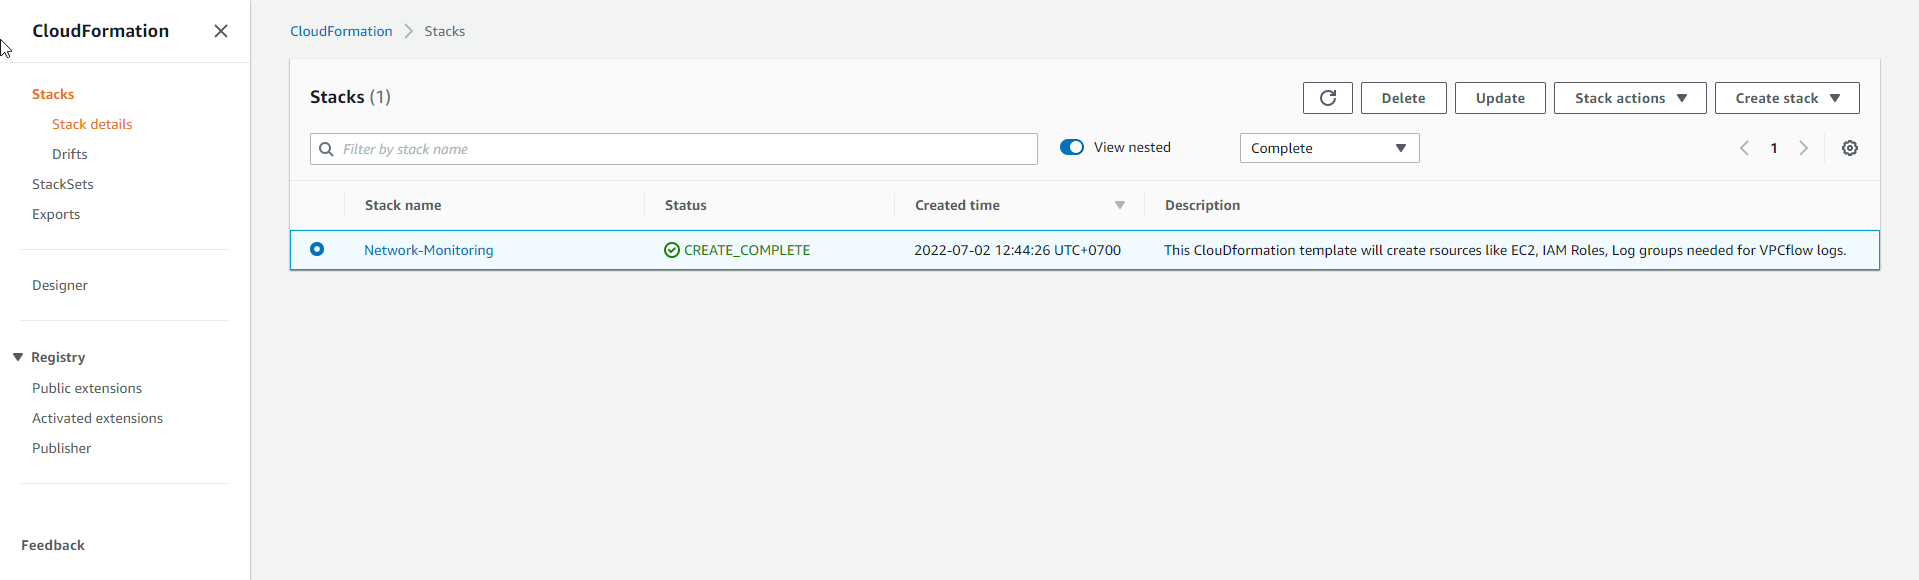 CloudFormation
Stacks
Stack details
Drifts
StackSets
Exports
Designer
Registry
Public extensions
Activated extensions
Publisher
Feedback
CloudFormation Stacks
Stacks (1)
Delete Update Stack actions Create stack
Filter by stack name View nested Complete 1
Stack name Status Created time Description
Network-Monitoring CREATE_COMPLETE 2022-07-02 12:44:26 UTC+0700 This ClouDformation template will create rsources like EC2, IAM Roles, Log groups needed for VPCflow logs.